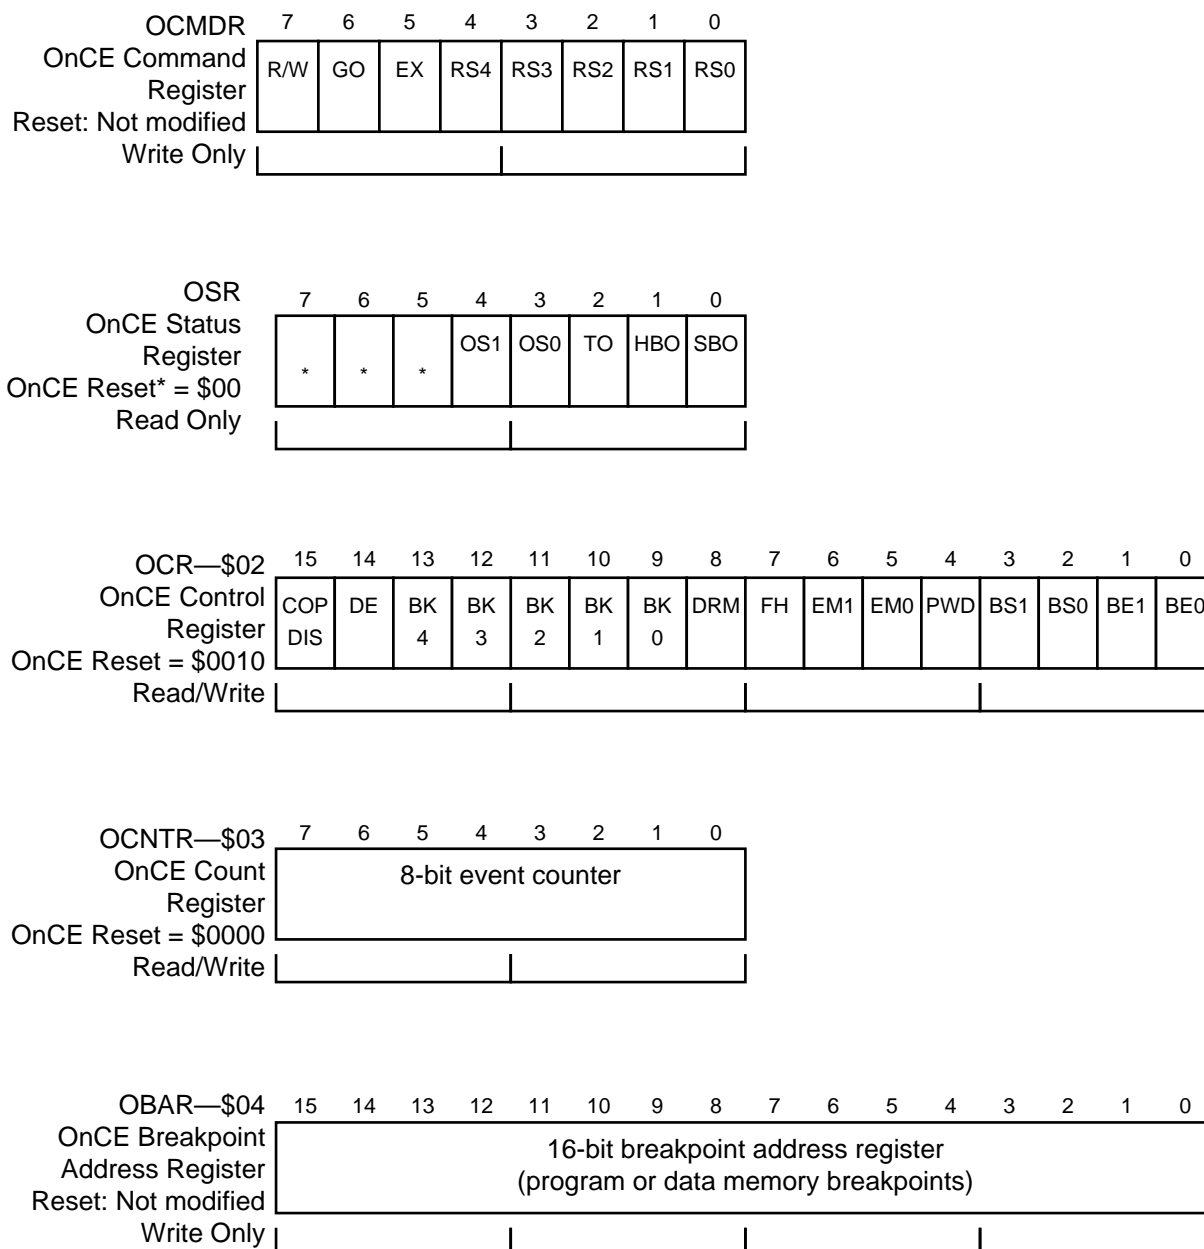 OCMDR 7 6 5 4 3 2 1 0
OnCE Command
Register
Reset: Not modified
Write Only
R/W GO EX RS4 RS3 RS2 RS1 RS0
OSR 7 6 5 4 3 2 1 0
OnCE Status
Register
OnCE Reset* = $00
Read Only
* * * OS1 OS0 TO HBO SBO
OCR—$02 15 14 13 12 11 10 9 8 7 6 5 4 3 2 1 0
OnCE Control
Register
OnCE Reset = $0010
Read/Write
COP DE BK BK BK BK BK DRM FH EM1 EM0 PWD BS1 BS0 BE1 BE0
DIS 4 3 2 1 0
OCNTR—$03 7 6 5 4 3 2 1 0
OnCE Count
Register
OnCE Reset = $0000
Read/Write
8-bit event counter
OBAR—$04 15 14 13 12 11 10 9 8 7 6 5 4 3 2 1 0
OnCE Breakpoint
Address Register
Reset: Not modified
Write Only
16-bit breakpoint address register
(program or data memory breakpoints)